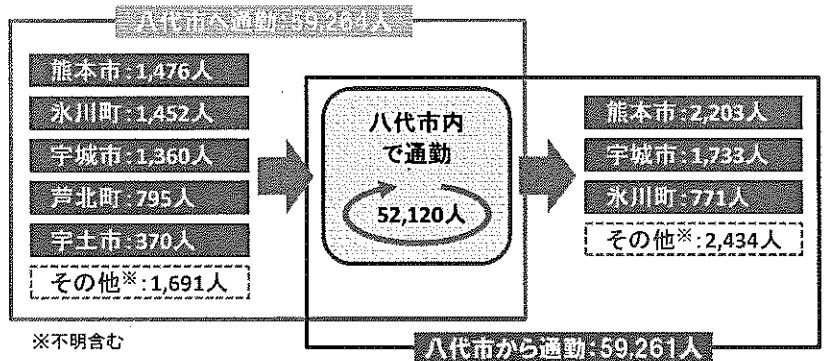 八代市へ通勤:59,264人
熊本市:1,476人
氷川町:1,452人
宇城市:1,360人
芦北町:795人
宇土市:370人
その他※:1,691人
※不明含む
八代市内
で通勤
52,120人
熊本市:2,203人
宇城市:1,733人
氷川町:771人
その他※:2,434人
八代市から通勤:59,261人